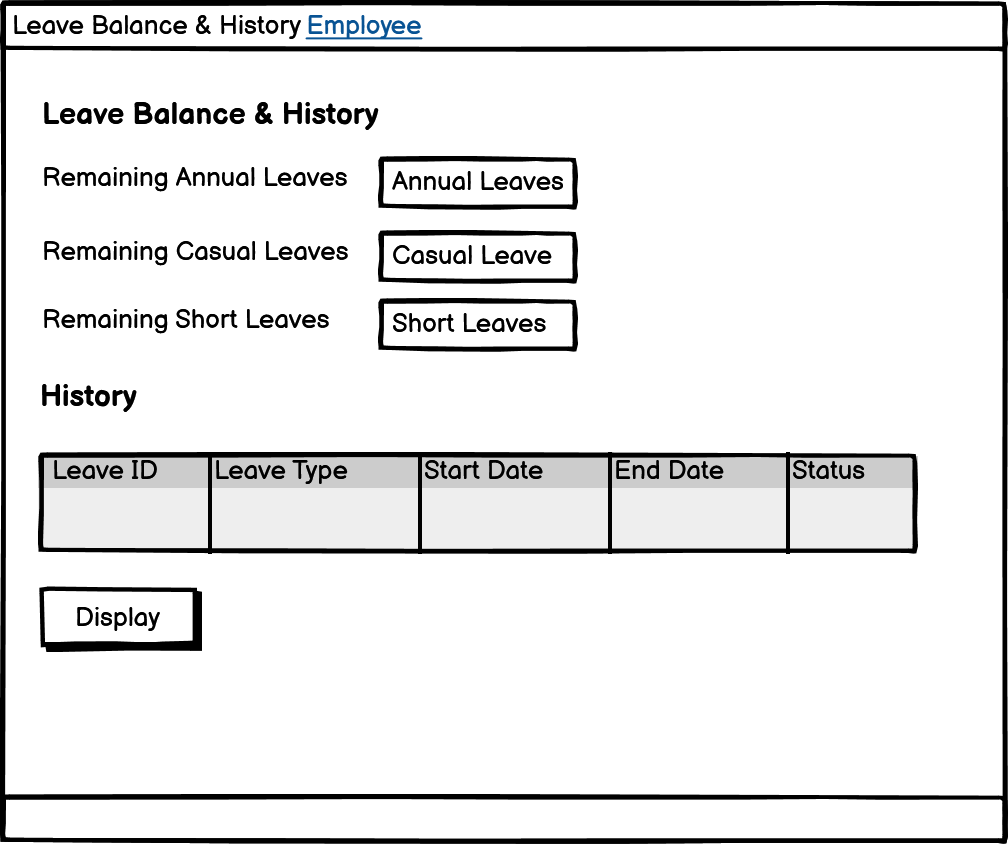 Leave Balance & History Employee
Leave Balance & History
Remaining Annual Leaves Annual Leaves
Remaining Casual Leaves Casual Leave
Remaining Short Leaves Short Leaves
History
Leave ID Leave Type Start Date End Date Status
Display